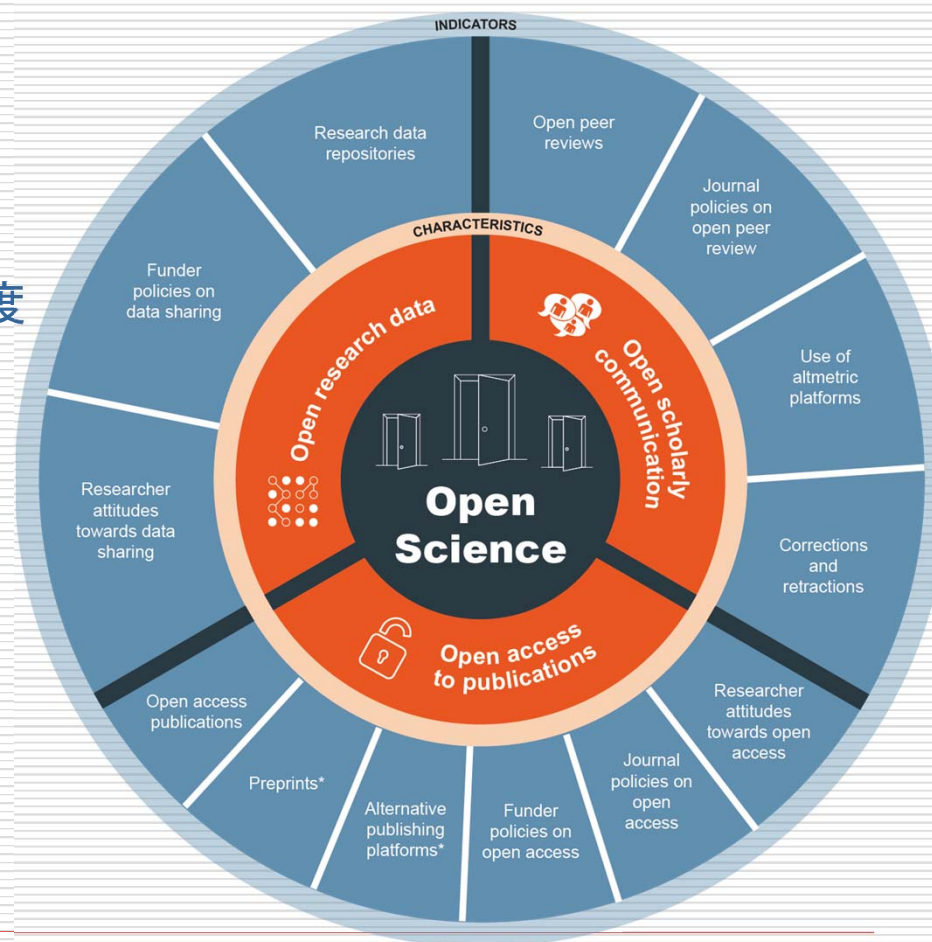 INDICATORS
Research data
repositories
Open peer
reviews
Journal
policies on
open peer
review
CHARACTERISTICS
Funder
policies on
data sharing
度
Open research data
Open scholarly
communication
Use of
altmetric
platforms
Researcher
attitudes
towards data
sharing
Open
Science
Corrections
and
retractions
Open access
to publications
Open access
publications
Researcher
attitudes
towards open
access
Preprints*
Journal
policies on
open
access
Alternative
publishing
platforms*
Funder
policies on
open access